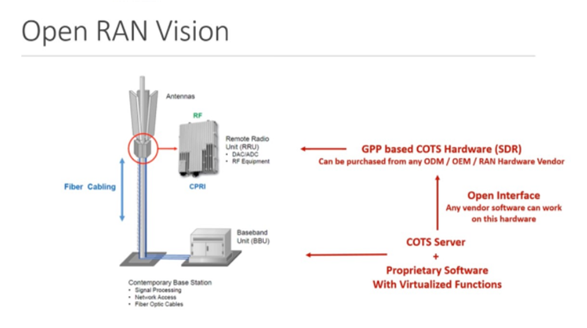 Open RAN Vision
Antennas
RF
Remote Radio
Unit (RRU)
• DAC/ADC
• RF Equipment
CPRI
Fiber Cabling
Baseband
Unit (BBU)
Contemporary Base Station
• Signal Processing
• Network Access
• Fiber Optic Cables
GPP based COTS Hardware (SDR)
Can be purchased from any ODM / OEM / RAN Hardware Vendor
Open Interface
Any vendor software can work
on this hardware
COTS Server
+
Proprietary Software
With Virtualized Functions